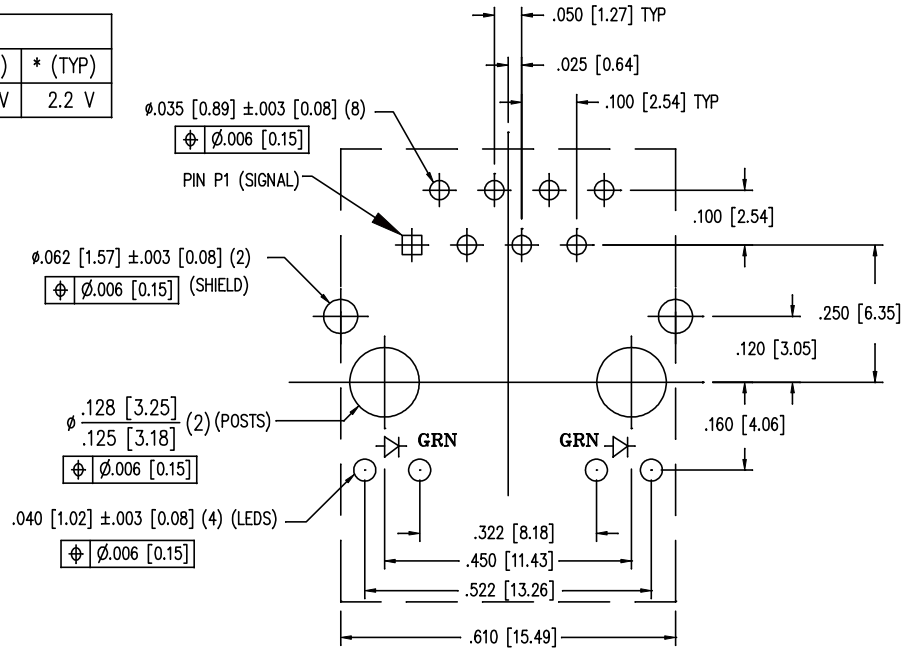 ) * (TYP)
V 2.2 V
.050 [1.27] TYP
.025 [0.64]
.100 [2.54] TYP
ø.035 [0.89] ±.003 [0.08] (8)
⌖ Ø.006 [0.15]
PIN P1 (SIGNAL)
.100 [2.54]
ø.062 [1.57] ±.003 [0.08] (2)
⌖ Ø.006 [0.15] (SHIELD)
.250 [6.35]
.120 [3.05]
ø .128 [3.25]
.125 [3.18] (2) (POSTS)
⌖ Ø.006 [0.15]
.160 [4.06]
GRN GRN
.040 [1.02] ±.003 [0.08] (4) (LEDS)
⌖ Ø.006 [0.15]
.322 [8.18]
.450 [11.43]
.522 [13.26]
.610 [15.49]